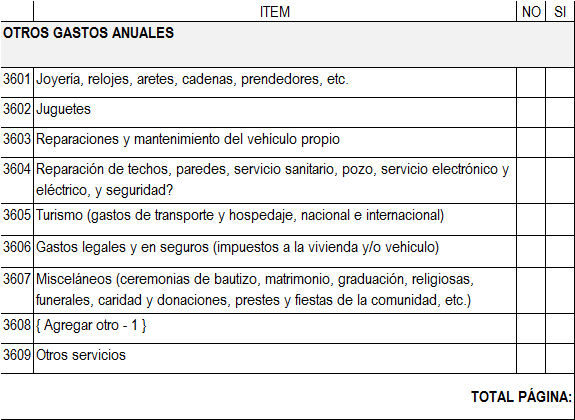 ITEM NO SI
OTROS GASTOS ANUALES
3601 Joyería, relojes, aretes, cadenas, prendedores, etc.
3602 Juguetes
3603 Reparaciones y mantenimiento del vehículo propio
3604 Reparación de techos, paredes, servicio sanitario, pozo, servicio electrónico y
eléctrico, y seguridad?
3605 Turismo (gastos de transporte y hospedaje, nacional e internacional)
3606 Gastos legales y en seguros (impuestos a la vivienda y/o vehículo)
3607 Misceláneos (ceremonias de bautizo, matrimonio, graduación, religiosas,
funerales, caridad y donaciones, prestes y fiestas de la comunidad, etc.)
3608 { Agregar otro - 1 }
3609 Otros servicios
TOTAL PÁGINA: